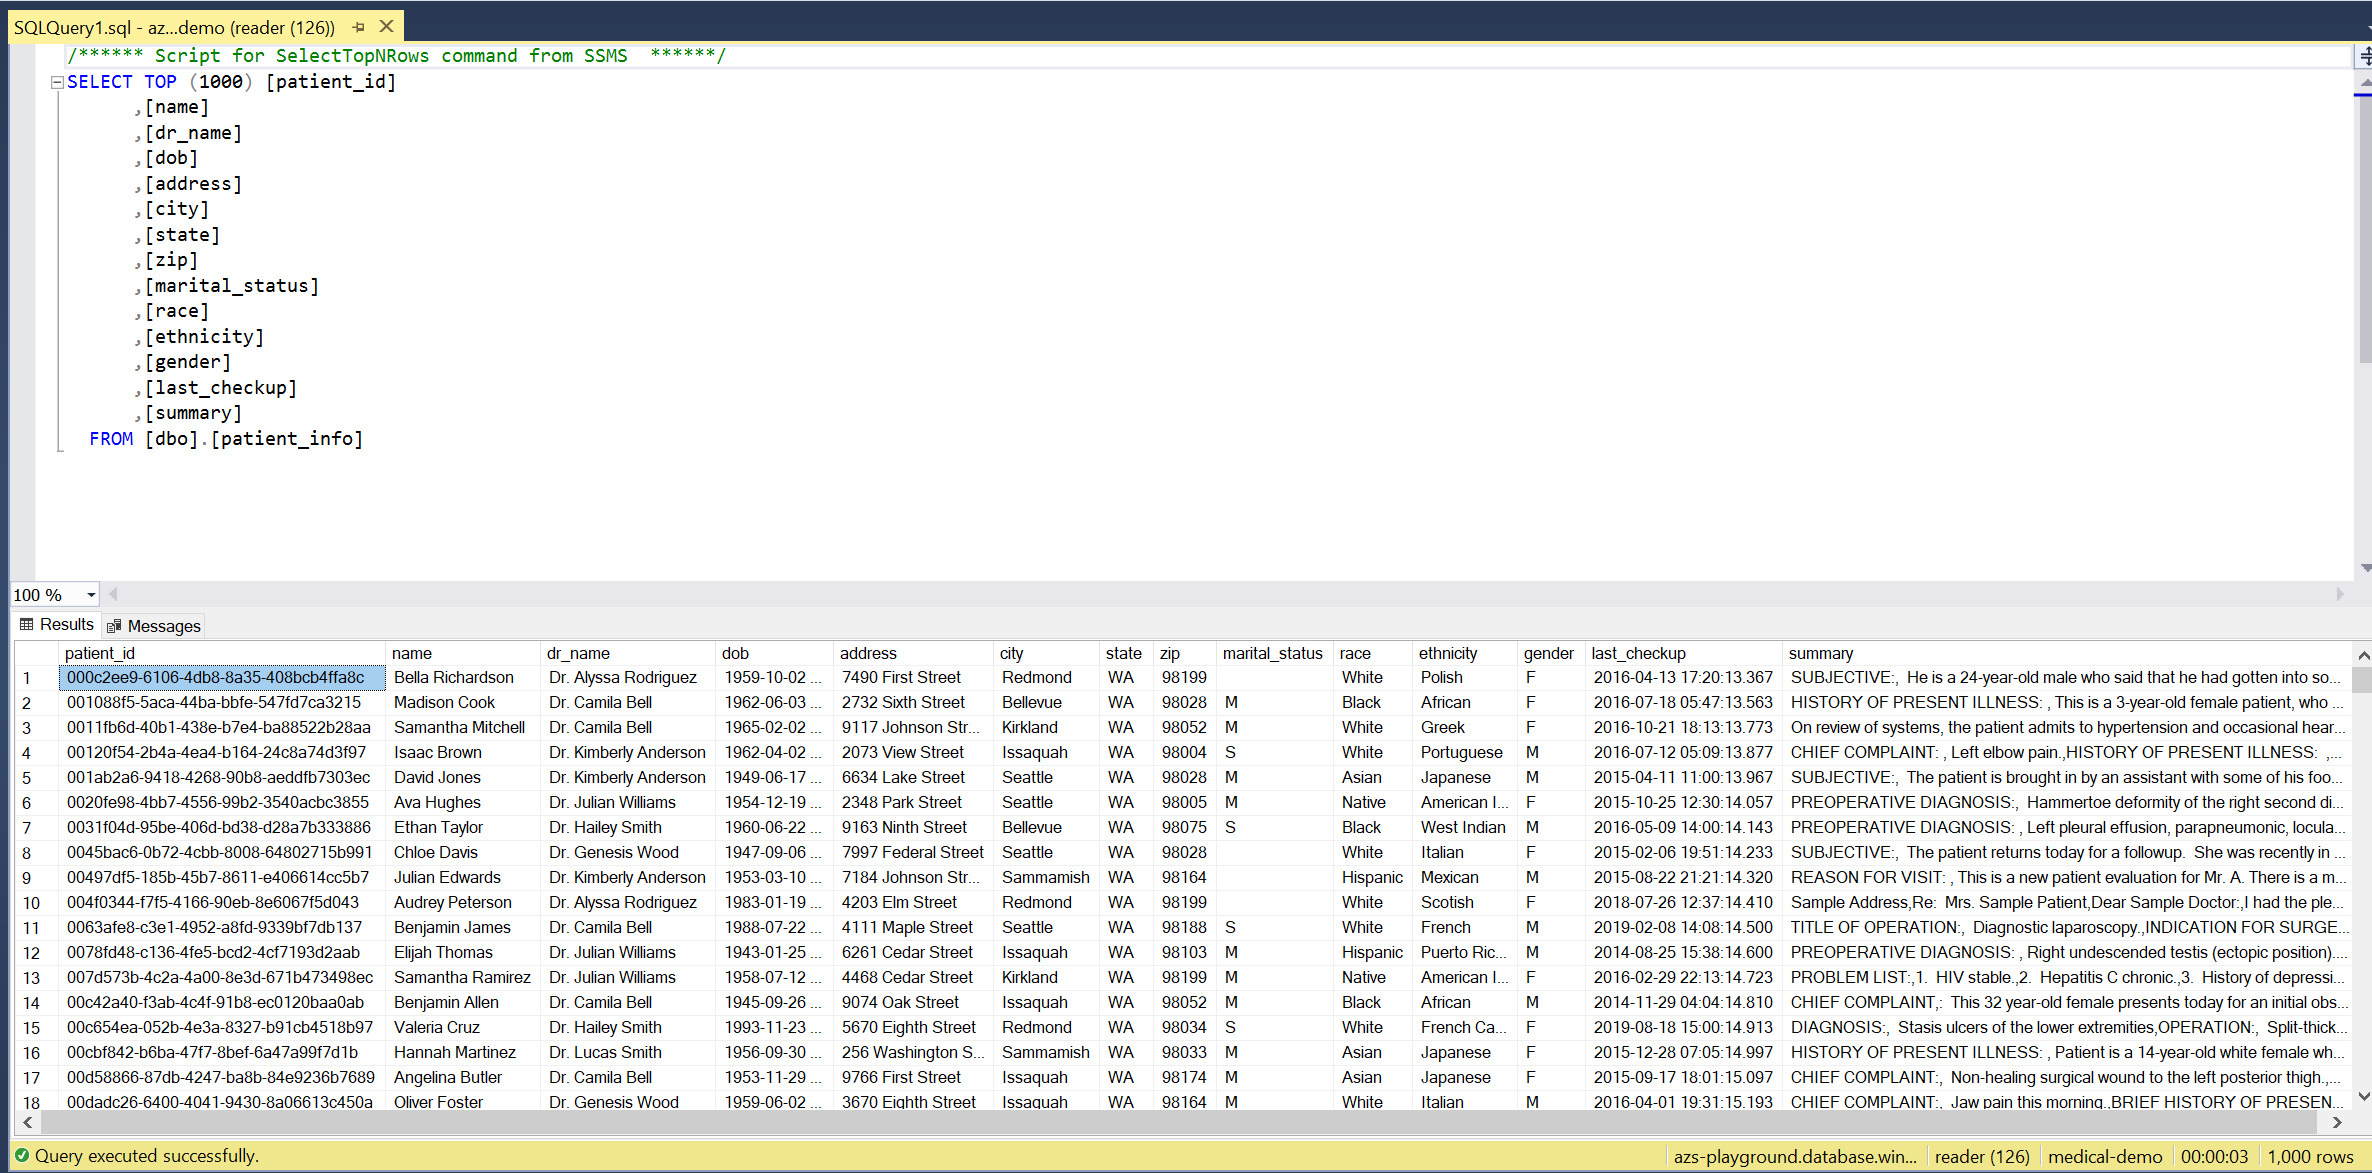 SQLQuery1.sql - az...demo (reader (126))
/****** Script for SelectTopNRows command from SSMS  ******/
SELECT TOP (1000) [patient_id]
,[name]
,[dr_name]
,[dob]
,[address]
,[city]
,[state]
,[zip]
,[marital_status]
,[race]
,[ethnicity]
,[gender]
,[last_checkup]
,[summary]
FROM [dbo].[patient_info]
100 %
Results Messages
patient_id name dr_name dob address city state zip marital_status race ethnicity gender last_checkup summary
1 000c2ee9-6106-4db8-8a35-408bcb4ffa8c Bella Richardson Dr. Alyssa Rodriguez 1959-10-02 ... 7490 First Street Redmond WA 98199 White Polish F 2016-04-13 17:20:13.367 SUBJECTIVE:, He is a 24-year-old male who said that he had gotten into so...
2 001088f5-5aca-44ba-bbfe-547fd7ca3215 Madison Cook Dr. Camila Bell 1962-06-03 ... 2732 Sixth Street Bellevue WA 98028 M Black African F 2016-07-18 05:47:13.563 HISTORY OF PRESENT ILLNESS: , This is a 3-year-old female patient, who ...
3 0011fb6d-40b1-438e-b7e4-ba88522b28aa Samantha Mitchell Dr. Camila Bell 1965-02-02 ... 9117 Johnson Str... Kirkland WA 98052 M White Greek F 2016-10-21 18:13:13.773 On review of systems, the patient admits to hypertension and occasional hear...
4 00120f54-2b4a-4ea4-b164-24c8a74d3f97 Isaac Brown Dr. Kimberly Anderson 1962-04-02 ... 2073 View Street Issaquah WA 98004 S White Portuguese M 2016-07-12 05:09:13.877 CHIEF COMPLAINT: , Left elbow pain.,HISTORY OF PRESENT ILLNESS: ,...
5 001ab2a6-9418-4268-90b8-aeddfb7303ec David Jones Dr. Kimberly Anderson 1949-06-17 ... 6634 Lake Street Seattle WA 98028 M Asian Japanese M 2015-04-11 11:00:13.967 SUBJECTIVE:, The patient is brought in by an assistant with some of his foo...
6 0020fe98-4bb7-4556-99b2-3540acbc3855 Ava Hughes Dr. Julian Williams 1954-12-19 ... 2348 Park Street Seattle WA 98005 M Native American I... F 2015-10-25 12:30:14.057 PREOPERATIVE DIAGNOSIS:, Hammertoe deformity of the right second di...
7 0031f04d-95be-406d-bd38-d28a7b333886 Ethan Taylor Dr. Hailey Smith 1960-06-22 ... 9163 Ninth Street Bellevue WA 98075 S Black West Indian M 2016-05-09 14:00:14.143 PREOPERATIVE DIAGNOSIS: , Left pleural effusion, parapneumonic, locula...
8 0045bac6-0b72-4cbb-8008-64802715b991 Chloe Davis Dr. Genesis Wood 1947-09-06 ... 7997 Federal Street Seattle WA 98028 White Italian F 2015-02-06 19:51:14.233 SUBJECTIVE:, The patient returns today for a followup. She was recently in ...
9 00497df5-185b-45b7-8611-e406614cc5b7 Julian Edwards Dr. Kimberly Anderson 1953-03-10 ... 7184 Johnson Str... Sammamish WA 98164 Hispanic Mexican M 2015-08-22 21:21:14.320 REASON FOR VISIT: , This is a new patient evaluation for Mr. A. There is a m...
10 004f0344-f7f5-4166-90eb-8e6067f5d043 Audrey Peterson Dr. Alyssa Rodriguez 1983-01-19 ... 4203 Elm Street Redmond WA 98199 White Scotish F 2018-07-26 12:37:14.410 Sample Address,Re: Mrs. Sample Patient,Dear Sample Doctor:,I had the ple...
11 0063afe8-c3e1-4952-a8fd-9339bf7db137 Benjamin James Dr. Camila Bell 1988-07-22 ... 4111 Maple Street Seattle WA 98188 S White French M 2019-02-08 14:08:14.500 TITLE OF OPERATION:, Diagnostic laparoscopy.,INDICATION FOR SURGE...
12 0078fd48-c136-4fe5-bcd2-4cf7193d2aab Elijah Thomas Dr. Julian Williams 1943-01-25 ... 6261 Cedar Street Issaquah WA 98103 M Hispanic Puerto Ric... M 2014-08-25 15:38:14.600 PREOPERATIVE DIAGNOSIS: , Right undescended testis (ectopic position)....
13 007d573b-4c2a-4a00-8e3d-671b473498ec Samantha Ramirez Dr. Julian Williams 1958-07-12 ... 4468 Cedar Street Kirkland WA 98199 M Native American I... F 2016-02-29 22:13:14.723 PROBLEM LIST:,1. HIV stable.,2. Hepatitis C chronic.,3. History of depressi...
14 00c42a40-f3ab-4c4f-91b8-ec0120baa0ab Benjamin Allen Dr. Camila Bell 1945-09-26 ... 9074 Oak Street Issaquah WA 98052 M Black African M 2014-11-29 04:04:14.810 CHIEF COMPLAINT,: This 32 year-old female presents today for an initial obs...
15 00c654ea-052b-4e3a-8327-b91cb4518b97 Valeria Cruz Dr. Hailey Smith 1993-11-23 ... 5670 Eighth Street Redmond WA 98034 S White French Ca... F 2019-08-18 15:00:14.913 DIAGNOSIS:, Stasis ulcers of the lower extremities,OPERATION:, Split-thick...
16 00cbf842-b6ba-47f7-8bef-6a47a99f7d1b Hannah Martinez Dr. Lucas Smith 1956-09-30 ... 256 Washington S... Sammamish WA 98033 M Asian Japanese F 2015-12-28 07:05:14.997 HISTORY OF PRESENT ILLNESS: , Patient is a 14-year-old white female wh...
17 00d58866-87db-4247-ba8b-84e9236b7689 Angelina Butler Dr. Camila Bell 1953-11-29 ... 9766 First Street Issaquah WA 98174 M Asian Japanese F 2015-09-17 18:01:15.097 CHIEF COMPLAINT:, Non-healing surgical wound to the left posterior thigh.,...
18 00dadc26-6400-4041-9430-8a06613c450a Oliver Foster Dr. Genesis Wood 1959-06-02 ... 3670 Eighth Street Issaquah WA 98164 M White Italian M 2016-04-01 19:31:15.193 CHIEF COMPLAINT:, Jaw pain this morning.,BRIEF HISTORY OF PRESEN...
Query executed successfully. azs-playground.database.win... reader (126) medical-demo 00:00:03 1,000 rows